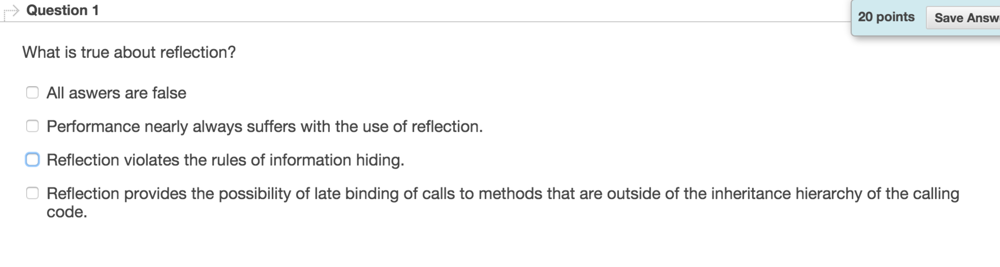 Question 1
20 points
Save Answ
What is true about reflection?
All aswers are false
Performance nearly always suffers with the use of reflection.
Reflection violates the rules of information hiding.
Reflection provides the possibility of late binding of calls to methods that are outside of the inheritance hierarchy of the calling
code.